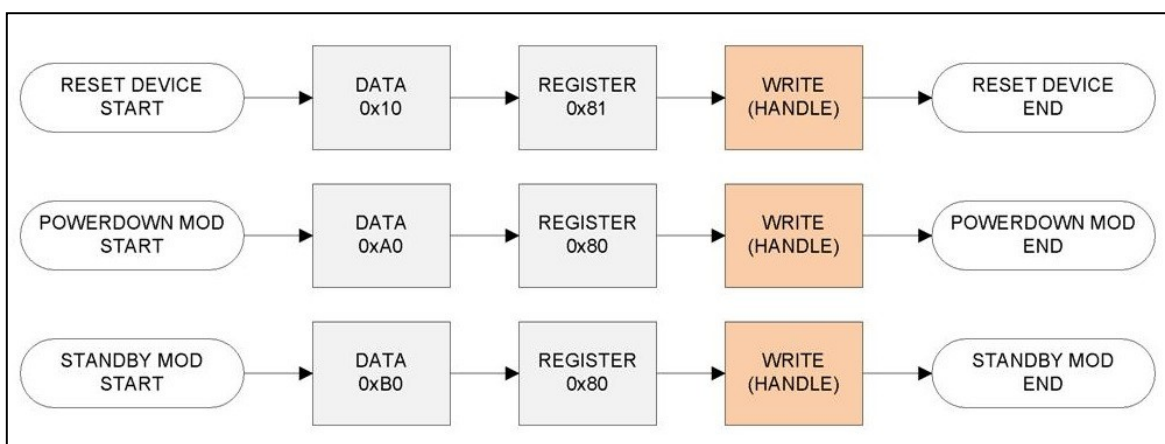 RESET DEVICE
START
DATA
0x10
REGISTER
0x81
WRITE
(HANDLE)
RESET DEVICE
END
POWERDOWN MOD
START
DATA
0xA0
REGISTER
0x80
WRITE
(HANDLE)
POWERDOWN MOD
END
STANDBY MOD
START
DATA
0xB0
REGISTER
0x80
WRITE
(HANDLE)
STANDBY MOD
END